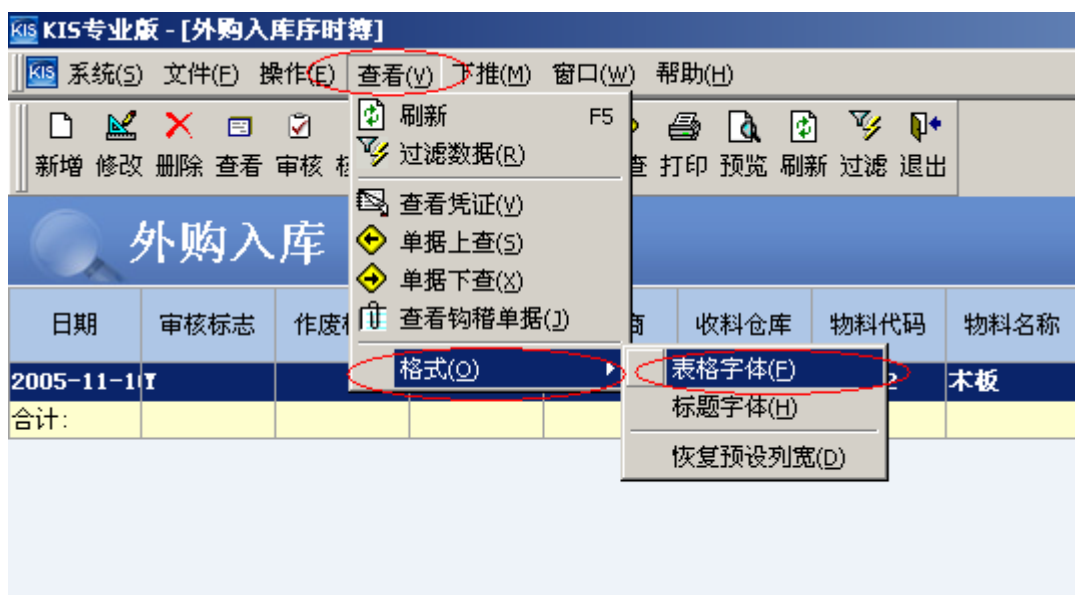 KIS KIS专业版 - [外购入库序时簿]
KIS 系统(S) 文件(F) 操作(E) 查看(V) 下推(M) 窗口(W) 帮助(H)
新增 修改 删除 查看 审核 查 打印 预览 刷新 过滤 退出
刷新 F5
过滤数据(R)
查看凭证(V)
单据上查(S)
单据下查(X)
查看钩稽单据(J)
格式(O)
表格字体(F)
标题字体(H)
恢复预设列宽(D)
外购入库
日期 审核标志 作废 商 收料仓库 物料代码 物料名称
2005-11-1 Y 2 木板
合计: